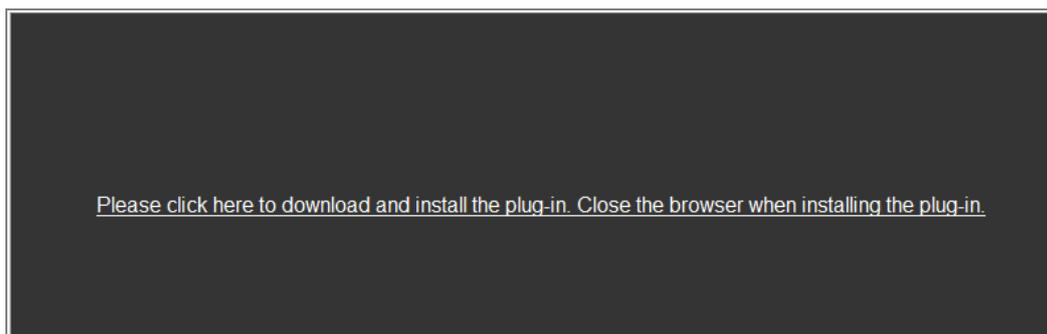 Please click here to download and install the plug-in. Close the browser when installing the plug-in.